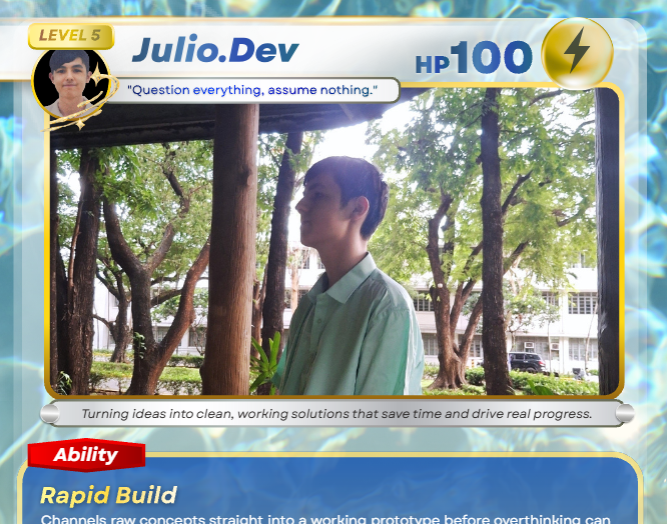 LEVEL 5
Julio.Dev
HP100
"Question everything, assume nothing."
Turning ideas into clean, working solutions that save time and drive real progress.
Ability
Rapid Build
Channels raw concepts straight into a working prototype before overthinking can